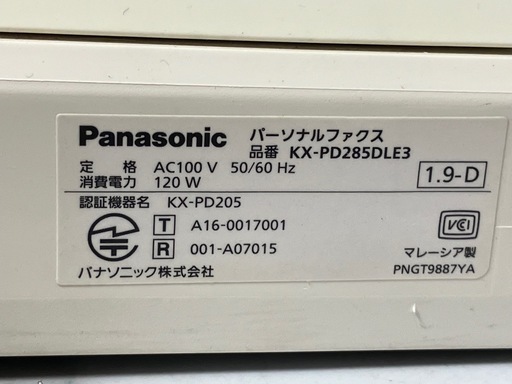 Panasonic パーソナルファクス
品番 KX-PD285DLE3
定 格 AC100 V 50/60 Hz
消費電力 120 W
1.9-D
認証機器名 KX-PD205
T A16-0017001
R 001-A07015
VCCI
パナソニック株式会社
マレーシア製
PNGT9887YA